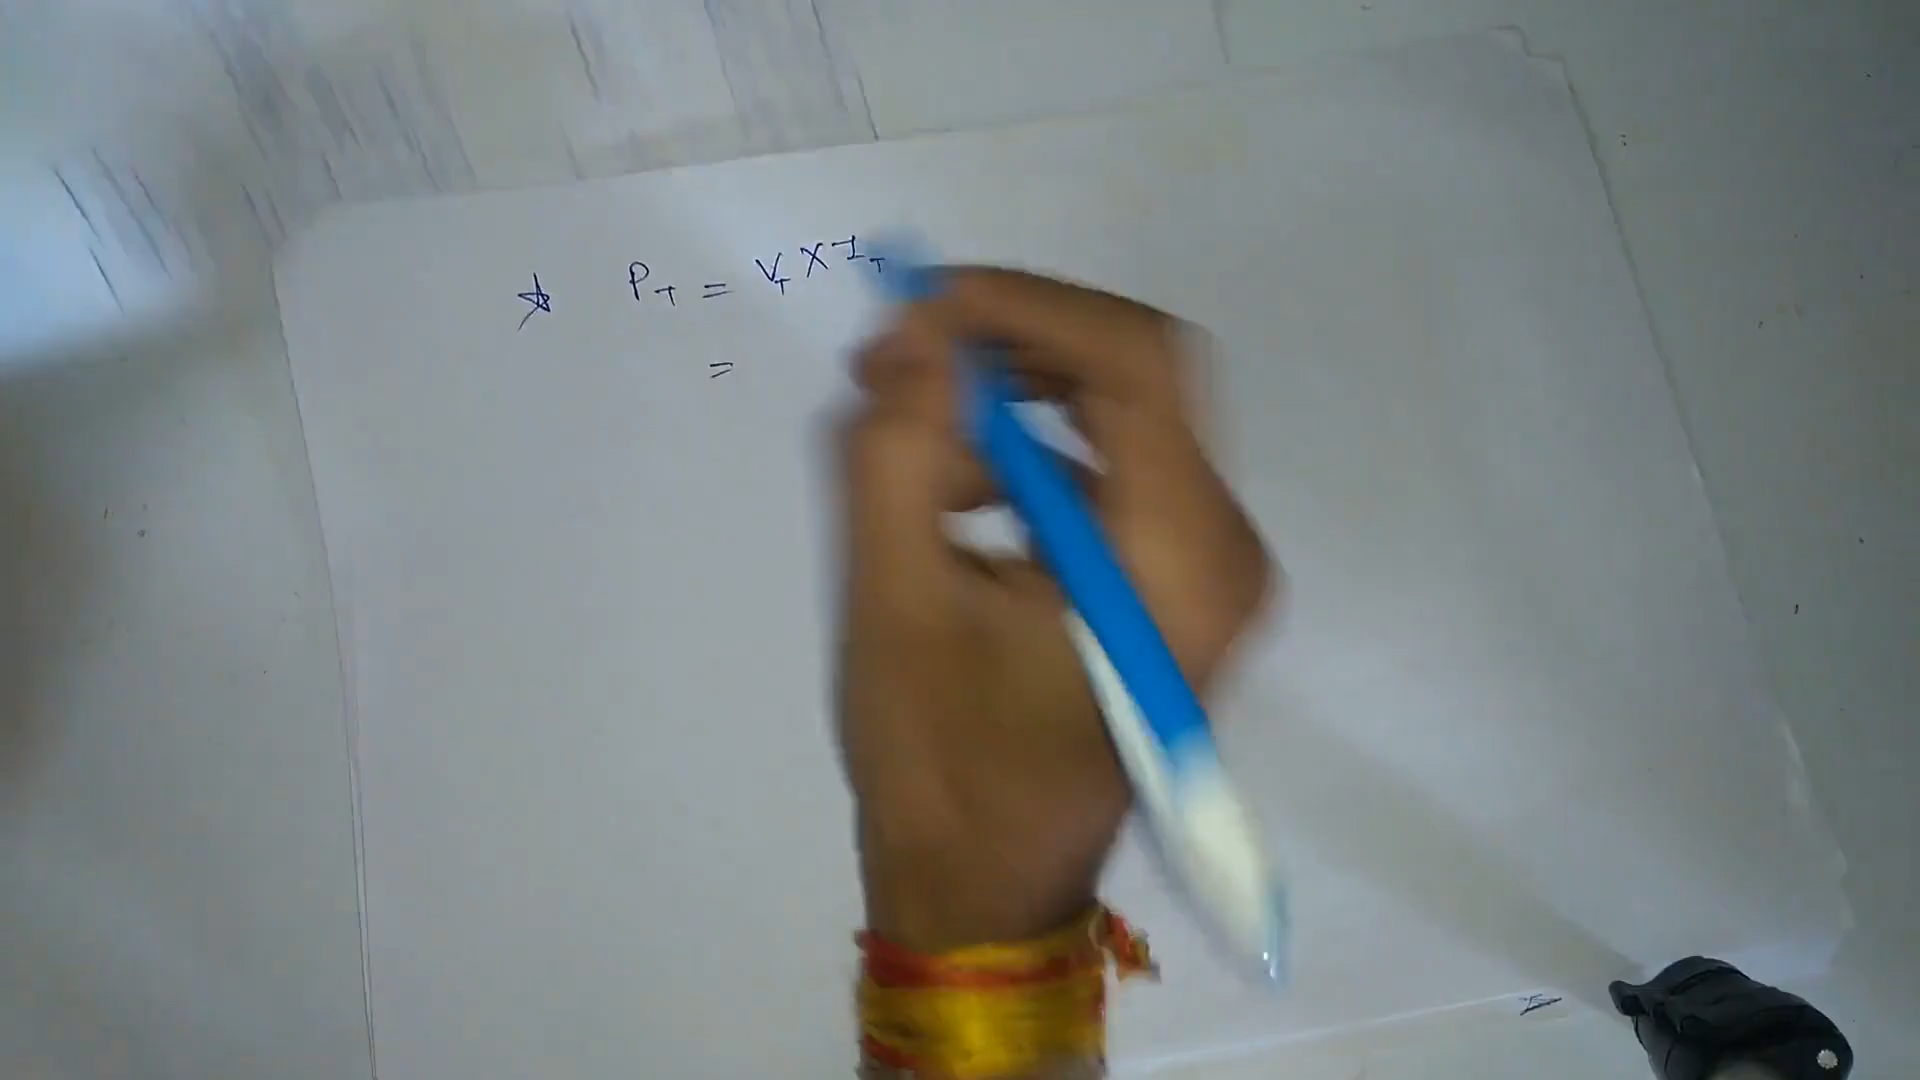 ☆ P_T = V_T × I_T
=